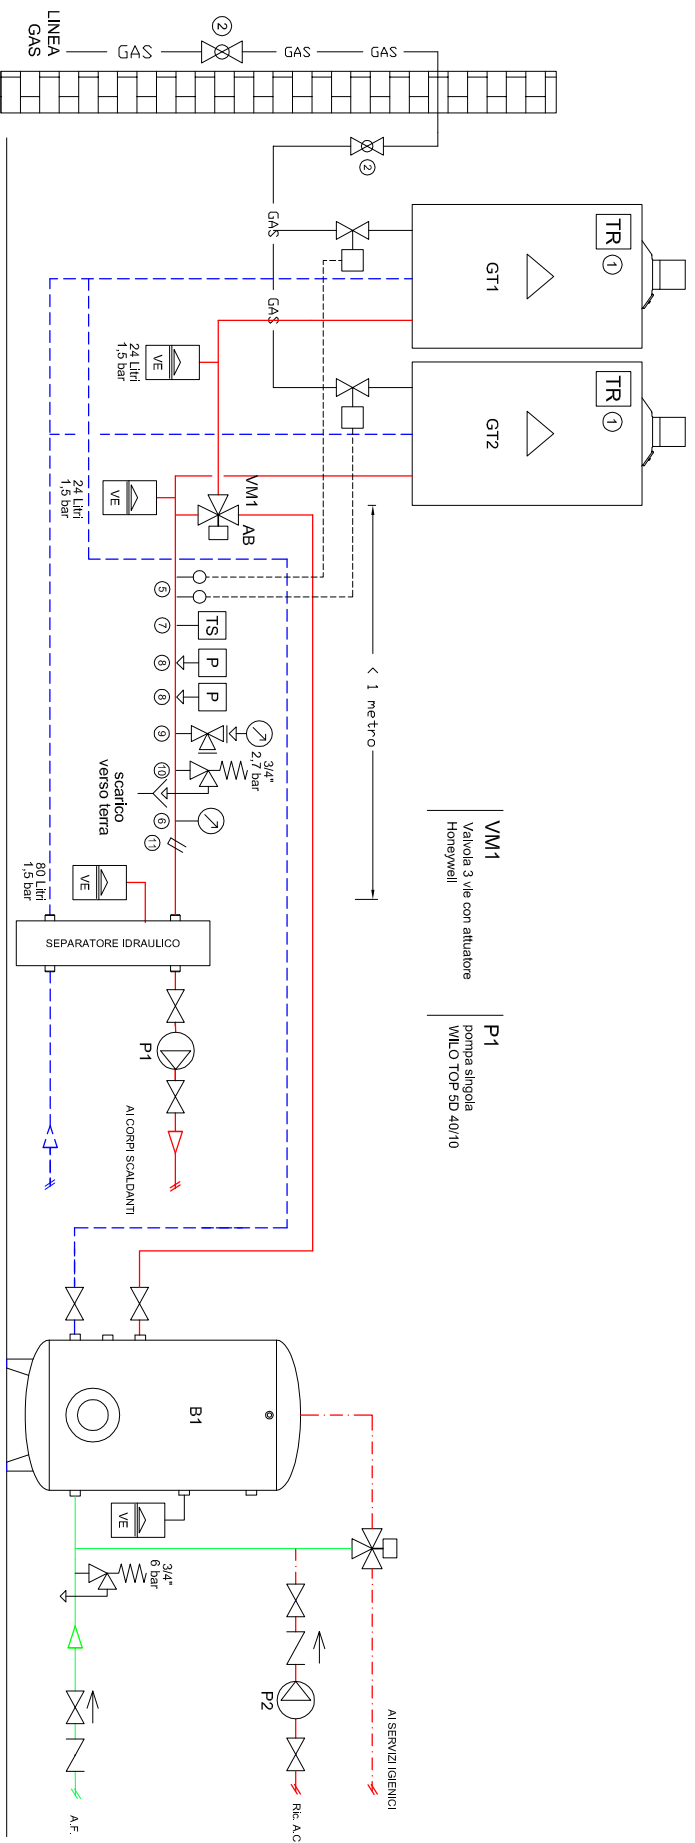 LINEA
GAS
GAS
2
GAS
GAS
2
GAS
GAS
TR
1
GT1
TR
1
GT2
VE
24 Litri
1,5 bar
VE
24 Litri
1,5 bar
VM1
AB
5
TS
7
P
8
P
8
9
2,7 bar
3/4"
10
scarico
verso terra
6
11
< 1 metro
VE
80 Litri
1,5 bar
SEPARATORE IDRAULICO
P1
AI CORPI SCALDANTI
VM1
Valvola 3 vie con attuatore
Honeywell
P1
pompa singola
WILO TOP SD 40/10
B1
VE
3/4"
6 bar
P2
AI SERVIZI IGIENICI
Ric. A.C
A.F.